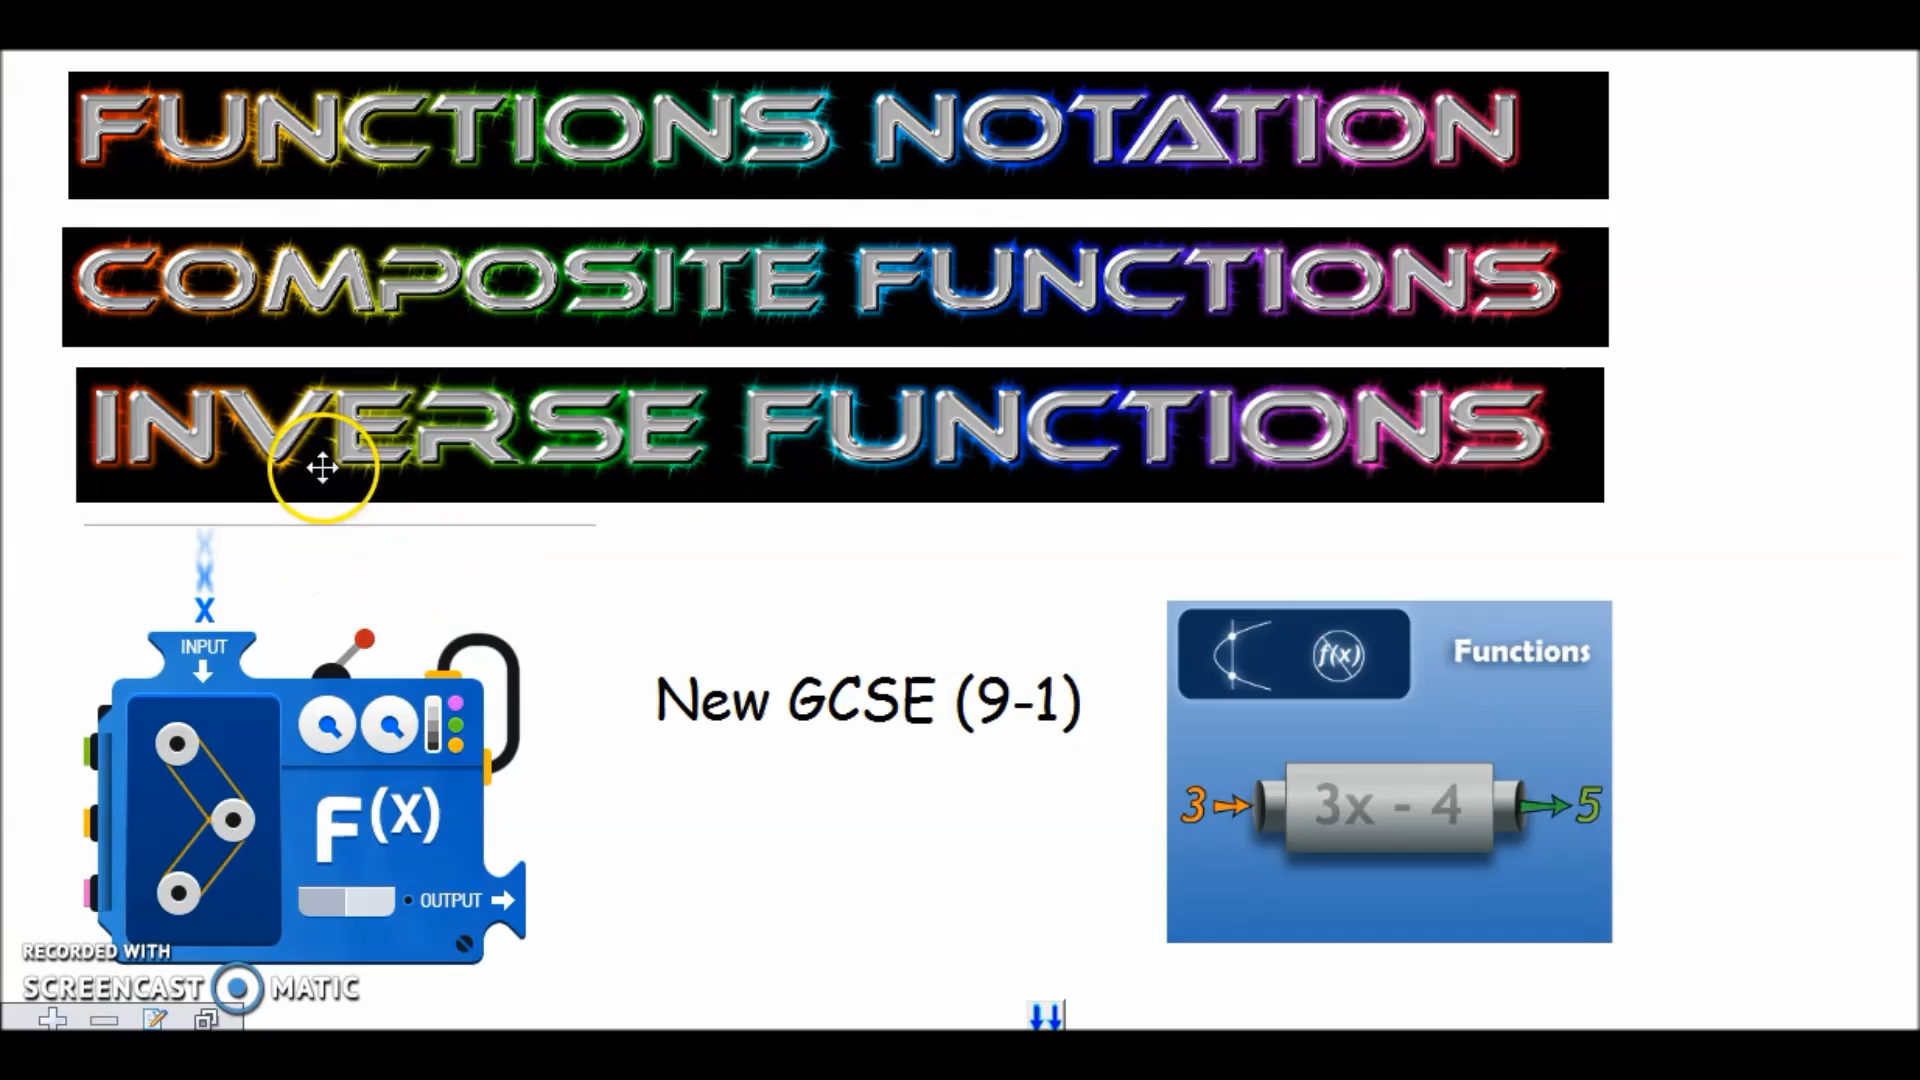 FUNCTIONS NOTATION
COMPOSITE FUNCTIONS
INVERSE FUNCTIONS
X
X
X
INPUT
F(X)
OUTPUT
New GCSE (9-1)
f(x)
Functions
3
3x - 4
5
RECORDED WITH
SCREENCAST MATIC